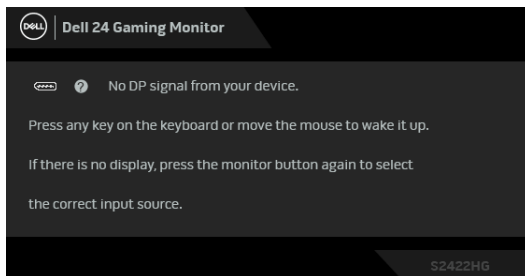 DELL Dell 24 Gaming Monitor
? No DP signal from your device.
Press any key on the keyboard or move the mouse to wake it up.
If there is no display, press the monitor button again to select
the correct input source.
S2422HG